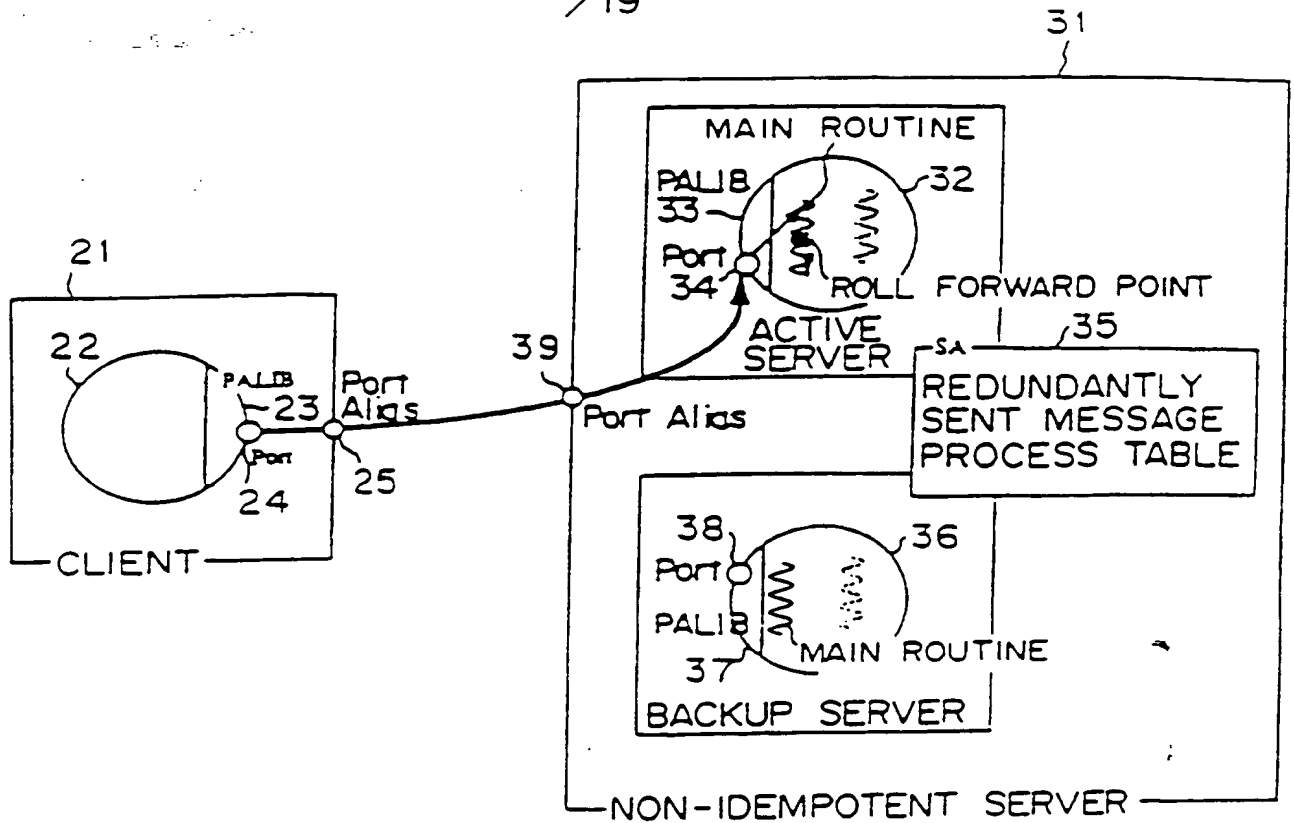 19
31
MAIN ROUTINE
PALIB
33
32
Port
34
ROLL FORWARD POINT
ACTIVE
SERVER
21
22
PALIB
23
Port
24
Port
Alias
25
CLIENT
39
Port Alias
35
SA
REDUNDANTLY
SENT MESSAGE
PROCESS TABLE
38
36
Port
PALIB
37
MAIN ROUTINE
BACKUP SERVER
NON-IDEMPOTENT SERVER